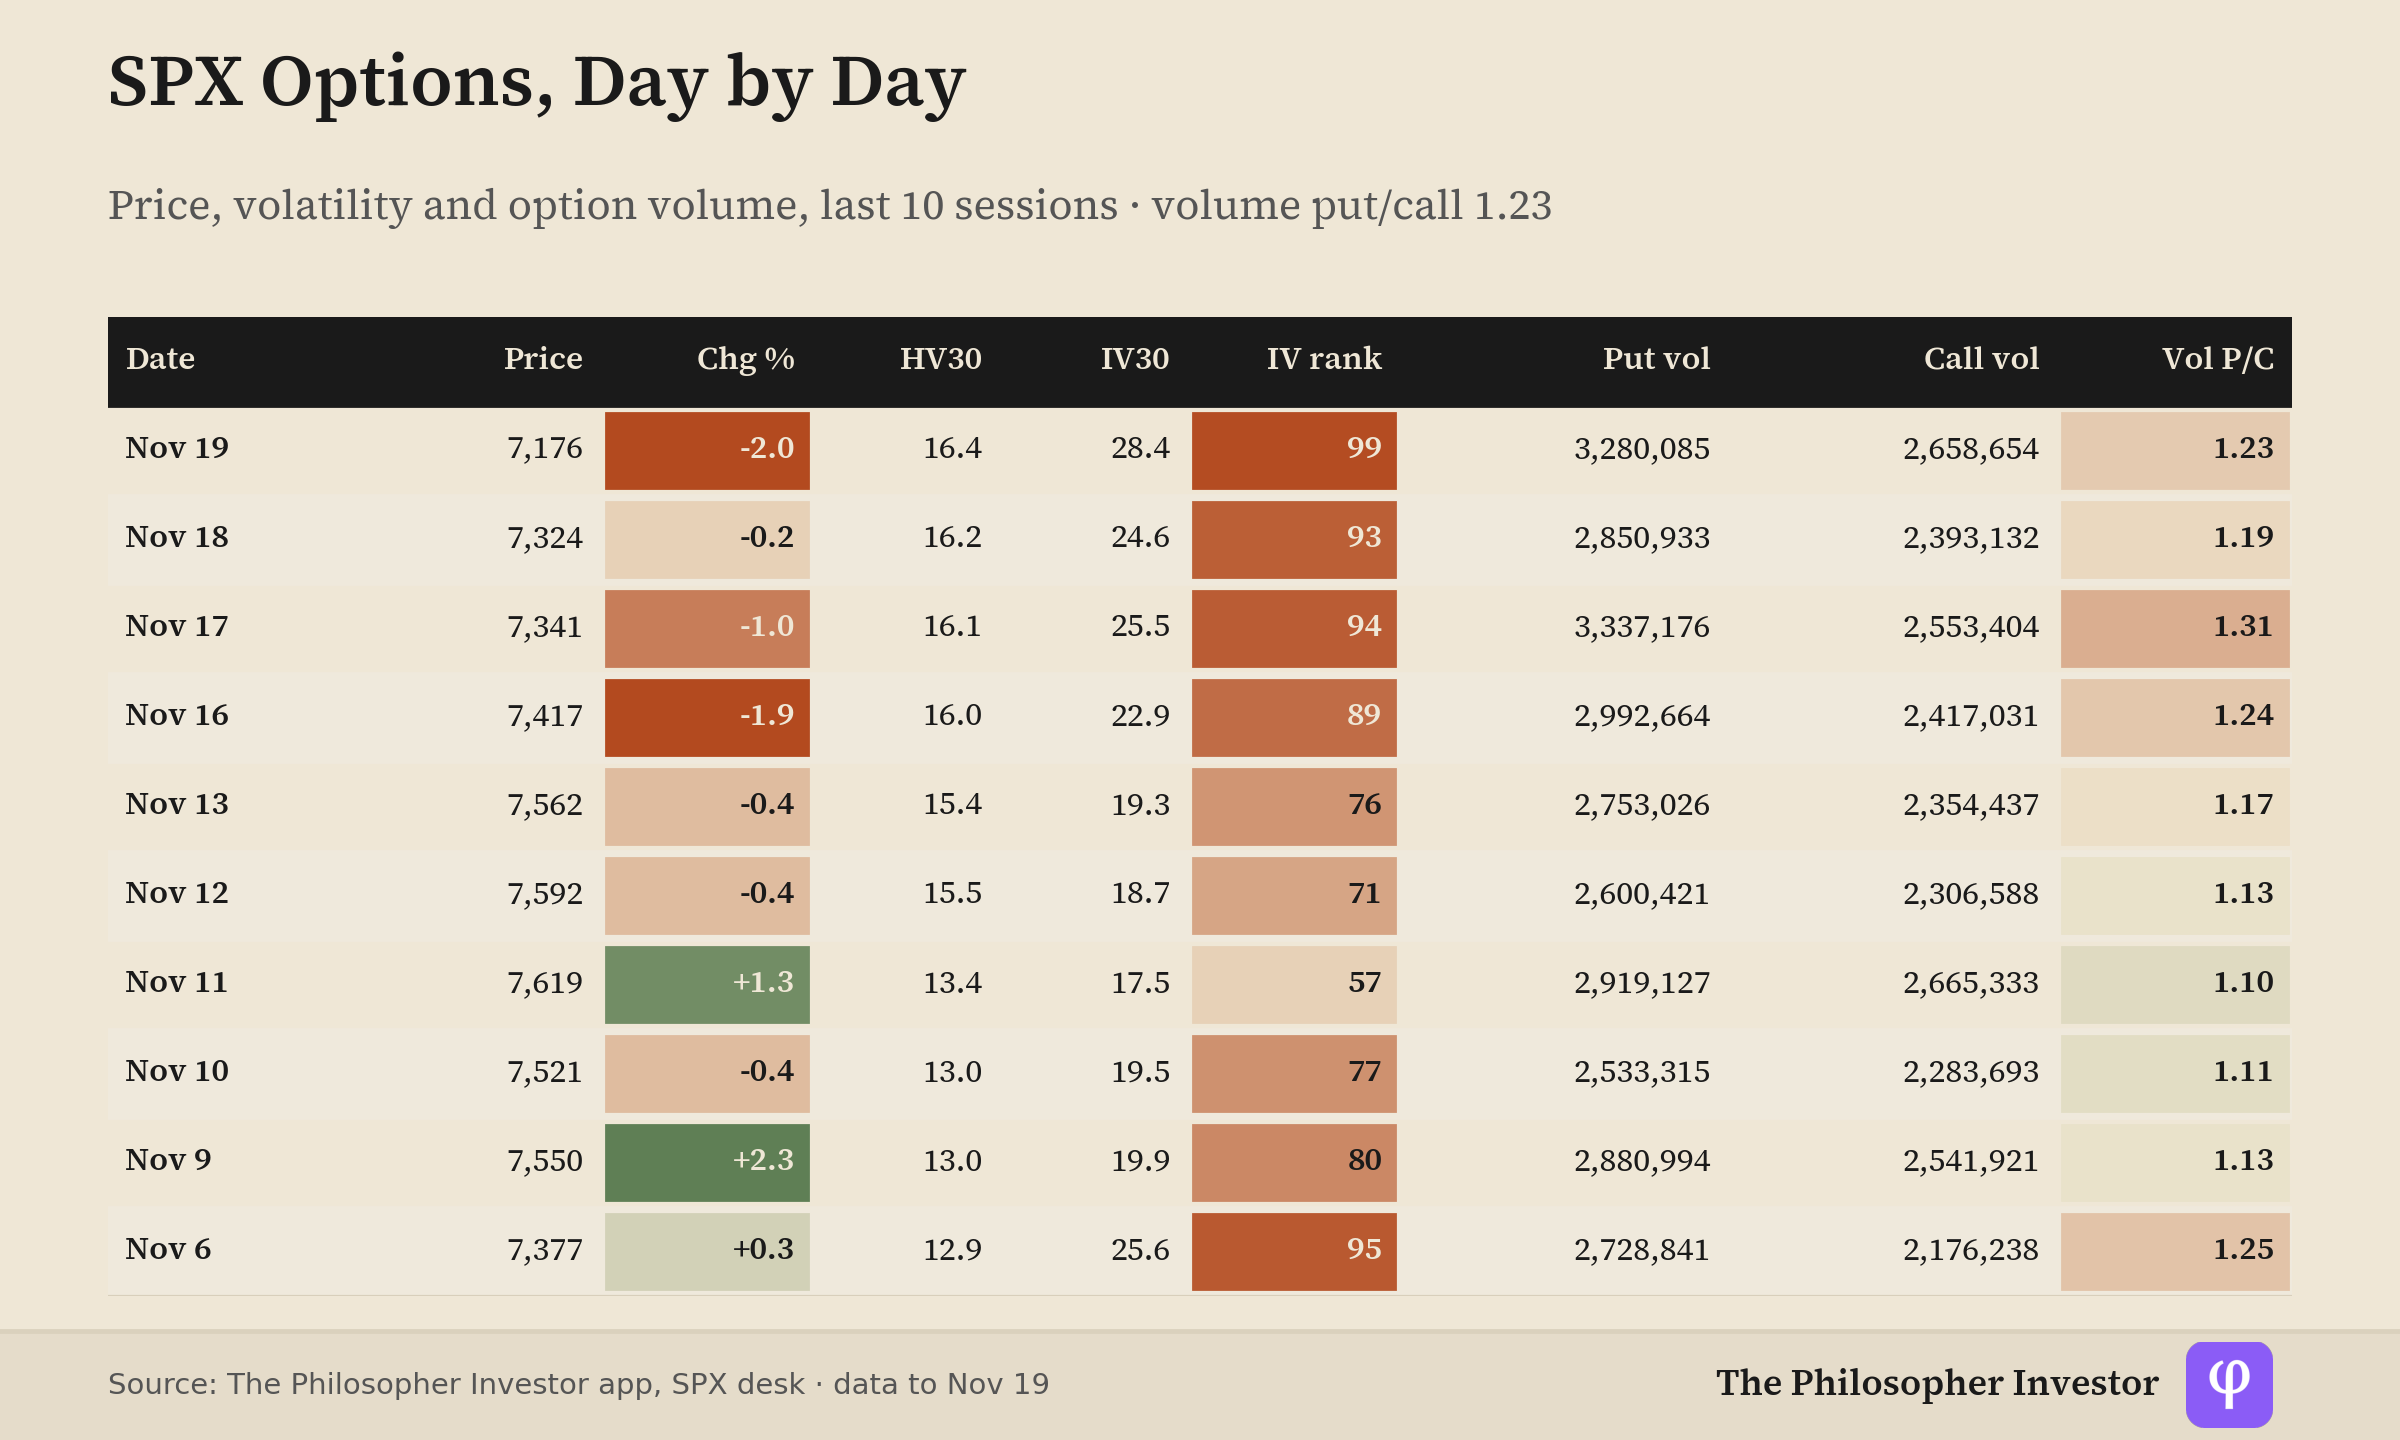 SPX Options, Day by Day
Price, volatility and option volume, last 10 sessions · volume put/call 1.23
Date Price Chg % HV30 IV30 IV rank Put vol Call vol Vol P/C
Nov 19 7,176 -2.0 16.4 28.4 99 3,280,085 2,658,654 1.23
Nov 18 7,324 -0.2 16.2 24.6 93 2,850,933 2,393,132 1.19
Nov 17 7,341 -1.0 16.1 25.5 94 3,337,176 2,553,404 1.31
Nov 16 7,417 -1.9 16.0 22.9 89 2,992,664 2,417,031 1.24
Nov 13 7,562 -0.4 15.4 19.3 76 2,753,026 2,354,437 1.17
Nov 12 7,592 -0.4 15.5 18.7 71 2,600,421 2,306,588 1.13
Nov 11 7,619 +1.3 13.4 17.5 57 2,919,127 2,665,333 1.10
Nov 10 7,521 -0.4 13.0 19.5 77 2,533,315 2,283,693 1.11
Nov 9 7,550 +2.3 13.0 19.9 80 2,880,994 2,541,921 1.13
Nov 6 7,377 +0.3 12.9 25.6 95 2,728,841 2,176,238 1.25
Source: The Philosopher Investor app, SPX desk · data to Nov 19
The Philosopher Investor φ